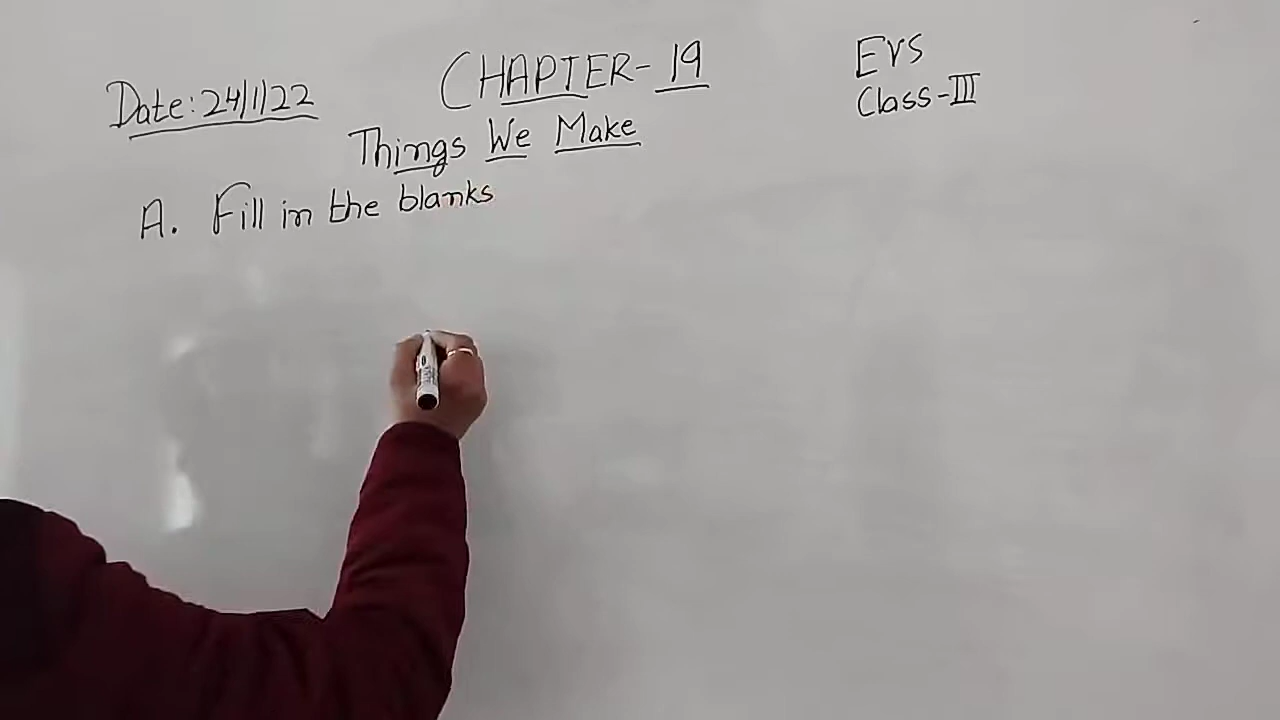 Date: 24/1/22
CHAPTER-19
EVS
Class-III
Things We Make
A. Fill in the blanks